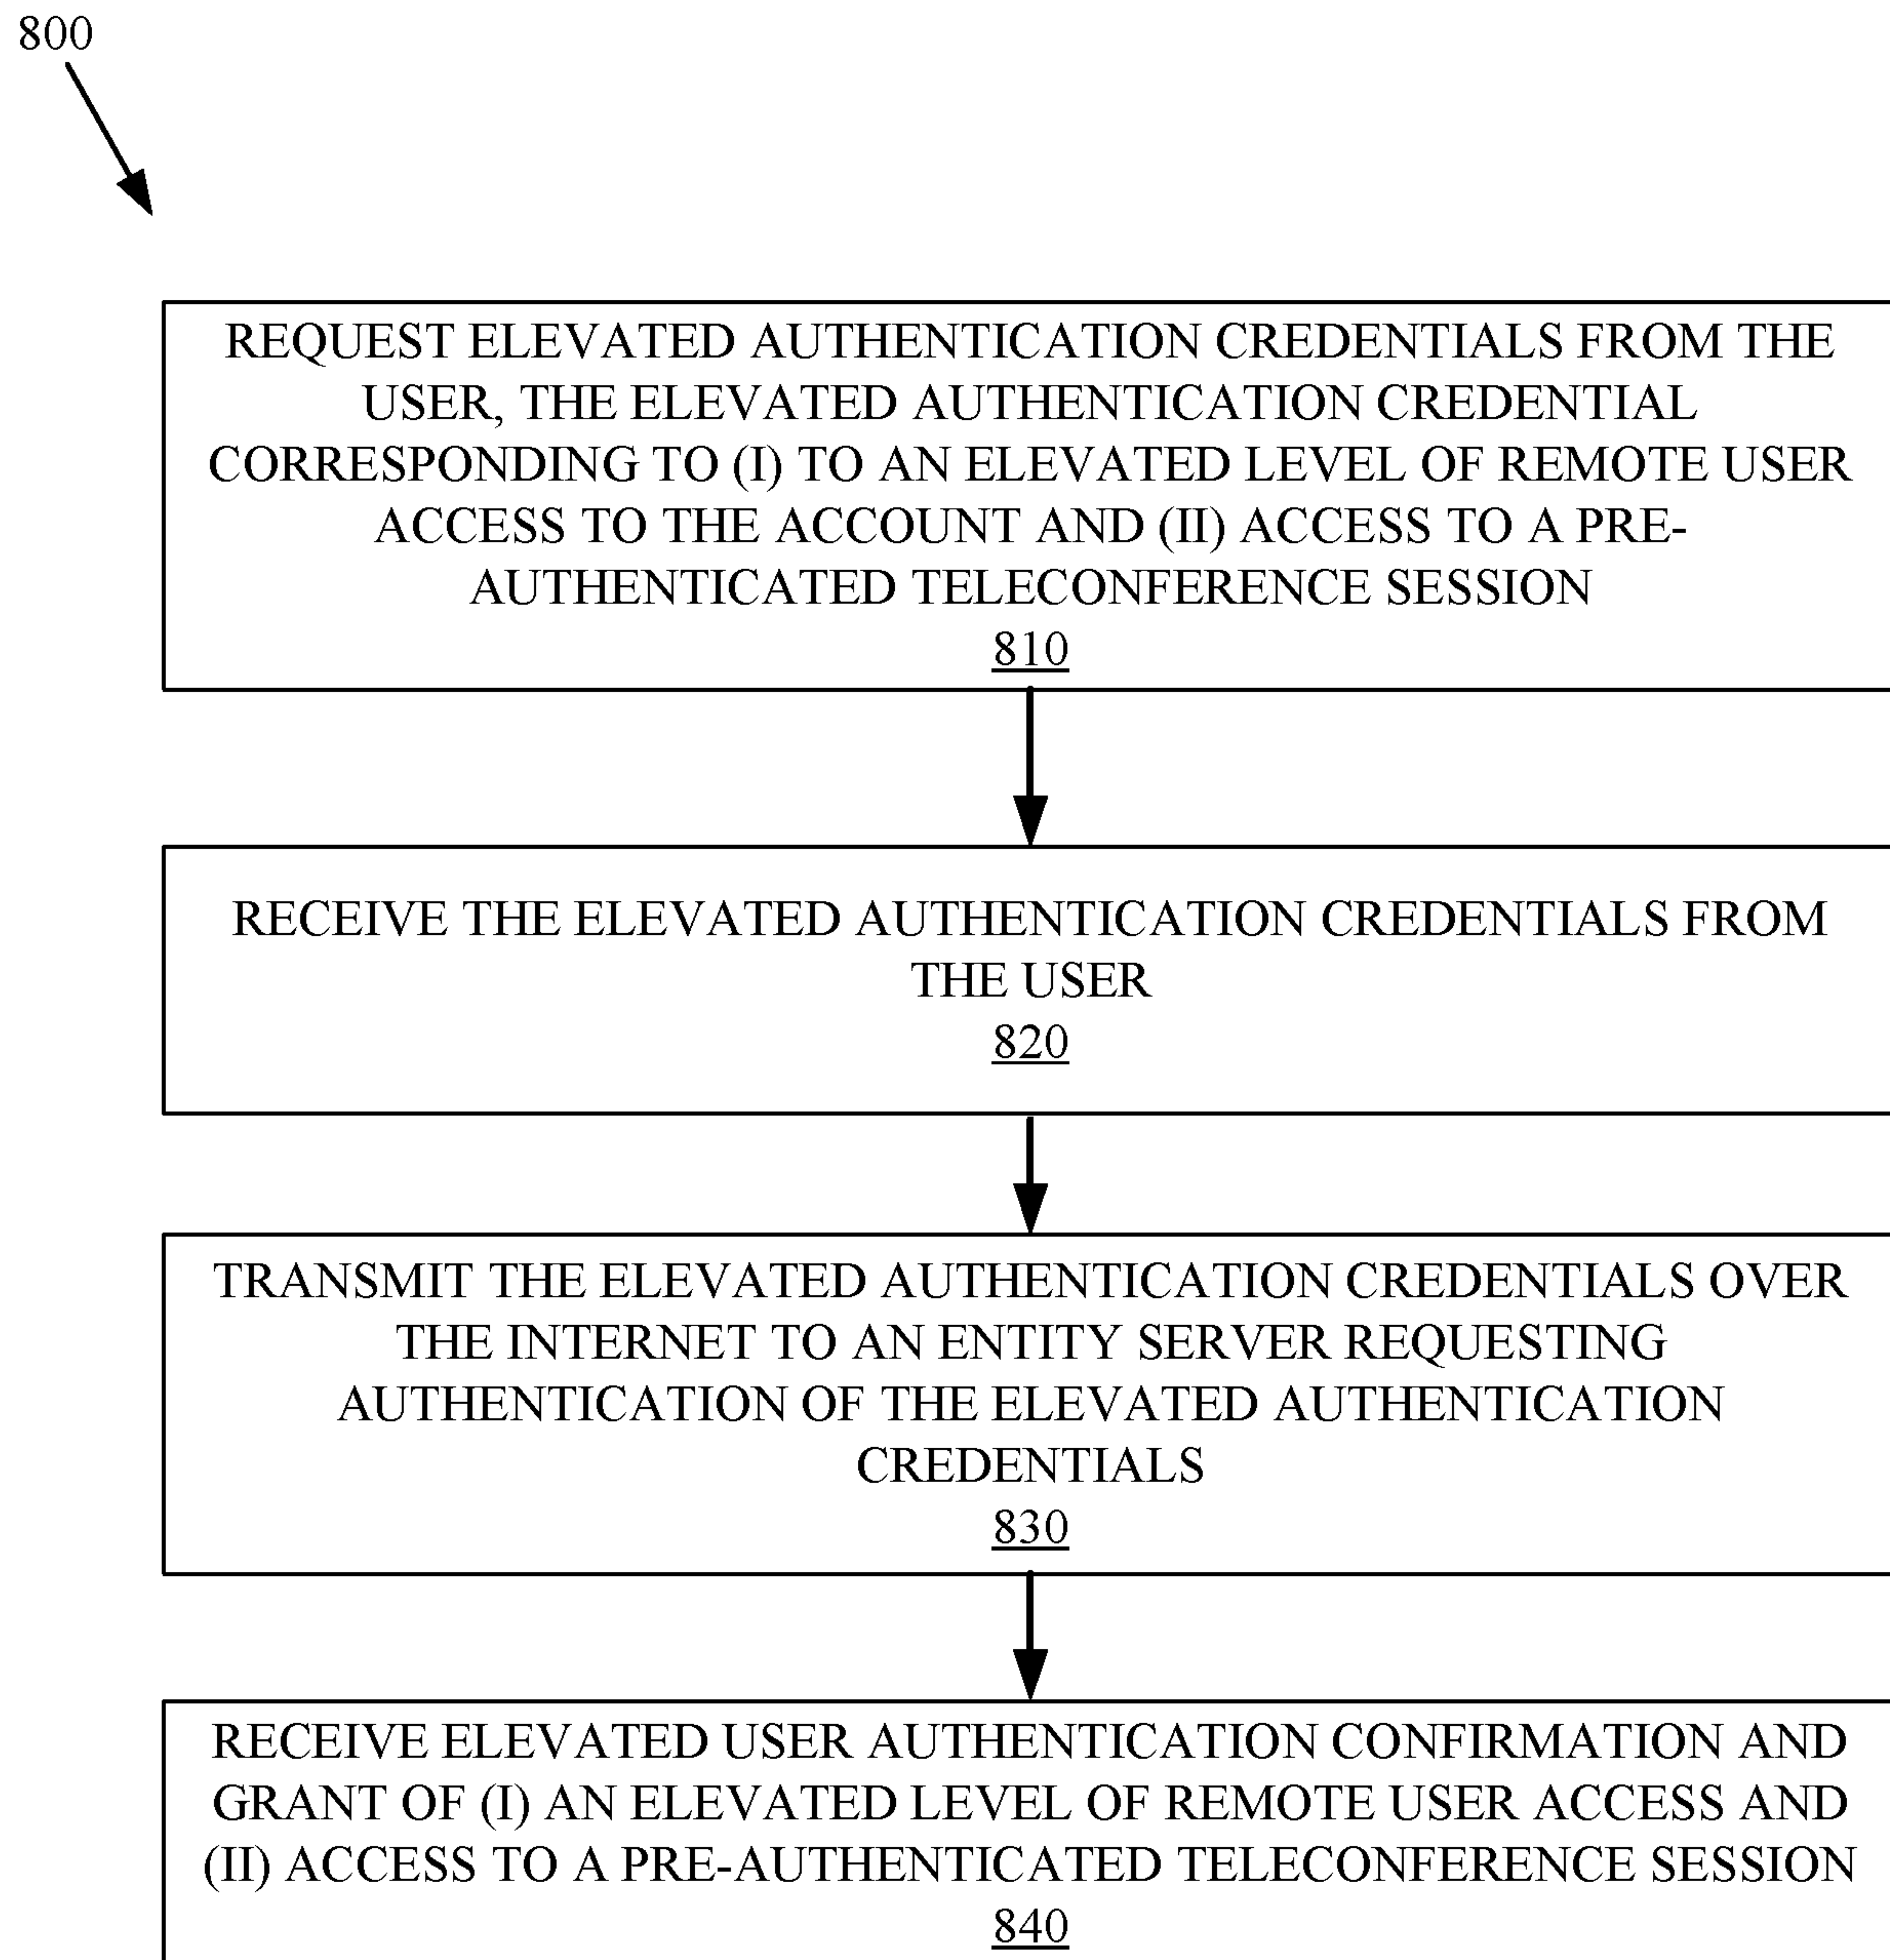 800
REQUEST ELEVATED AUTHENTICATION CREDENTIALS FROM THE
USER, THE ELEVATED AUTHENTICATION CREDENTIAL
CORRESPONDING TO (I) TO AN ELEVATED LEVEL OF REMOTE USER
ACCESS TO THE ACCOUNT AND (II) ACCESS TO A PRE-
AUTHENTICATED TELECONFERENCE SESSION
810
RECEIVE THE ELEVATED AUTHENTICATION CREDENTIALS FROM
THE USER
820
TRANSMIT THE ELEVATED AUTHENTICATION CREDENTIALS OVER
THE INTERNET TO AN ENTITY SERVER REQUESTING
AUTHENTICATION OF THE ELEVATED AUTHENTICATION
CREDENTIALS
830
RECEIVE ELEVATED USER AUTHENTICATION CONFIRMATION AND
GRANT OF (I) AN ELEVATED LEVEL OF REMOTE USER ACCESS AND
(II) ACCESS TO A PRE-AUTHENTICATED TELECONFERENCE SESSION
840